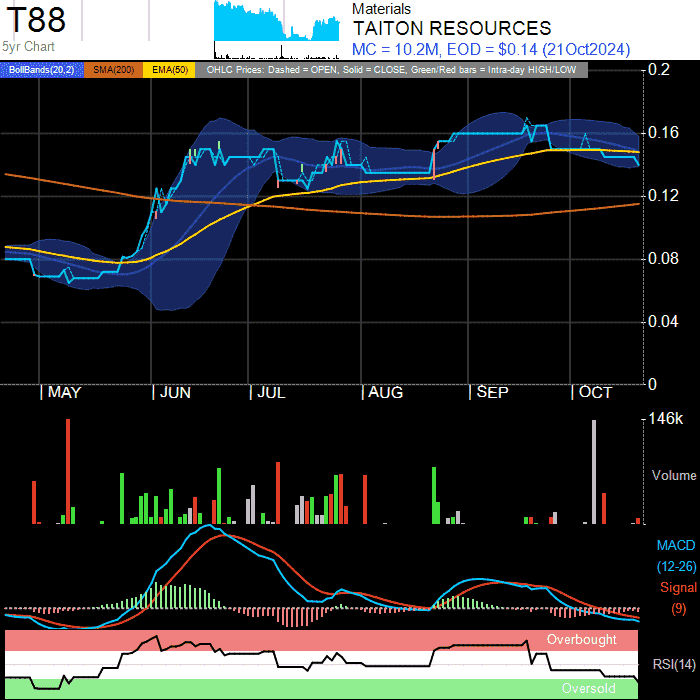 T88
5yr Chart
Materials
TAITON RESOURCES
MC = 10.2M, EOD = $0.14 (21Oct2024)
BollBands(20,2) SMA(200) EMA(50) OHLC Prices: Dashed = OPEN, Solid = CLOSE, Green/Red bars = Intra-day HIGH/LOW
0.2
0.16
0.12
0.08
0.04
0
MAY JUN JUL AUG SEP OCT
146k
Volume
MACD
(12-26)
Signal
(9)
Overbought
RSI(14)
Oversold